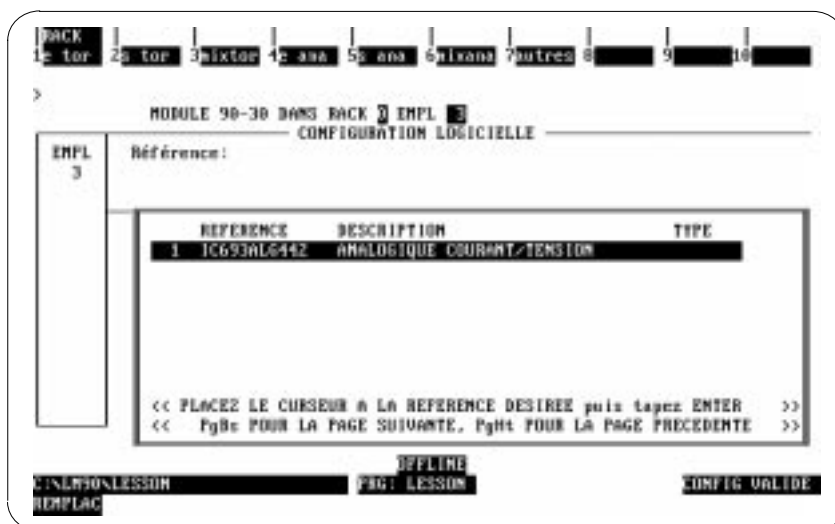 RACK
1e tor 2s tor 3mixtor 4e ana 5s ana 6mixana 7autres 8 9 10
>
MODULE 90-30 DANS RACK 0 EMPL 3
CONFIGURATION LOGICIELLE
EMPL Référence:
3
REFERENCE DESCRIPTION TYPE
1 IC693ALG442 ANALOGIQUE COURANT/TENSION
<< PLACEZ LE CURSEUR A LA REFERENCE DESIREE puis tapez ENTER >>
<< PgBs POUR LA PAGE SUIVANTE, PgHt POUR LA PAGE PRECEDENTE >>
OFFLINE
C:\LM90\LESSON PRG: LESSON CONFIG VALIDE
REMPLAC